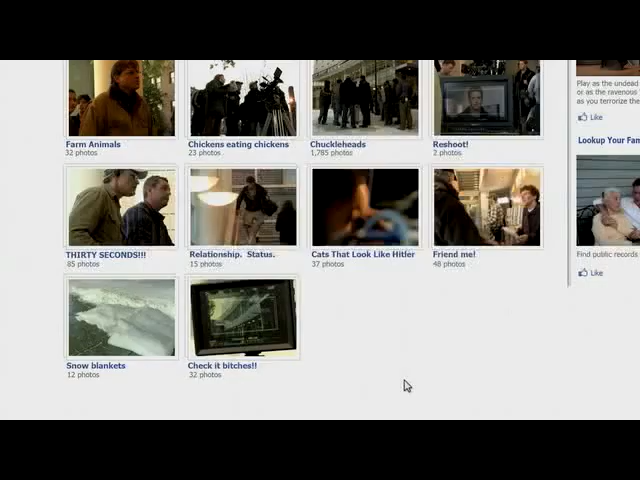 Farm Animals
32 photos
Chickens eating chickens
23 photos
Chuckleheads
1,785 photos
Reshoot!
2 photos
Play as the undead
or as the ravenous
as you terrorize the
Like
Lookup Your Fam
THIRTY SECONDS!!!
85 photos
Relationship. Status.
15 photos
Cats That Look Like Hitler
37 photos
Friend me!
48 photos
Find public records
Like
Snow blankets
12 photos
Check it bitches!!
32 photos